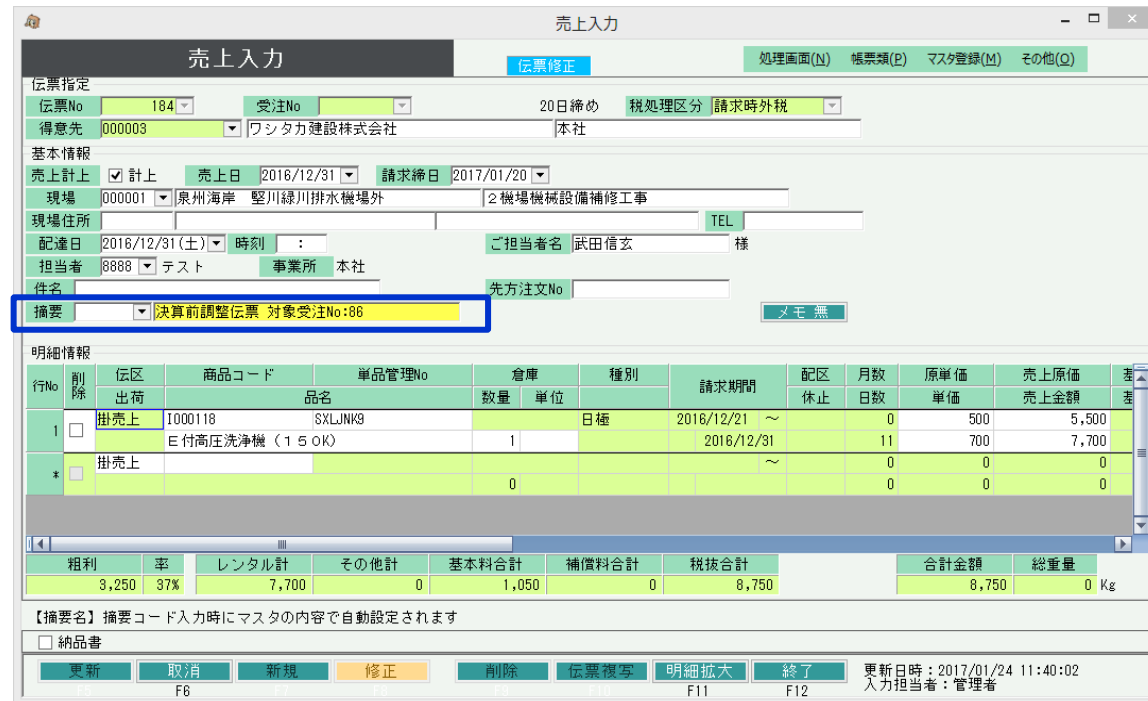 売上入力
売上入力 伝票修正 処理画面(N) 帳票類(P) マスタ登録(M) その他(O)
伝票指定
伝票No 184 受注No 20日締め 税処理区分 請求時外税
得意先 000003 ワシタカ建設株式会社 本社
基本情報
売上計上 計上 売上日 2016/12/31 請求締日 2017/01/20
現場 000001 泉州海岸 竪川緑川排水機場外 2機場機械設備補修工事
現場住所 TEL
配達日 2016/12/31(土) 時刻 : ご担当者名 武田信玄 様
担当者 8888 テスト 事業所 本社
件名 先方注文No
摘要 決算前調整伝票 対象受注No:86 メモ 無
明細情報
行No 削除 伝区 商品コード 単品管理No 倉庫 種別 請求期間 配区 月数 原単価 売上原価 基
出荷 品名 数量 単位 休止 日数 単価 売上金額 基
1 掛売上 I000118 SXLJNK9 日極 2016/12/21 ~ 0 500 5,500
E付高圧洗浄機(150K) 1 2016/12/31 11 700 7,700
* 掛売上 ~ 0 0 0
0 0 0 0
粗利 率 レンタル計 その他計 基本料合計 補償料合計 税抜合計 合計金額 総重量
3,250 37% 7,700 0 1,050 0 8,750 8,750 0 Kg
【摘要名】摘要コード入力時にマスタの内容で自動設定されます
納品書
更新 取消 新規 修正 削除 伝票複写 明細拡大 終了 更新日時:2017/01/24 11:40:02
F5 F6 F7 F8 F9 F10 F11 F12 入力担当者:管理者